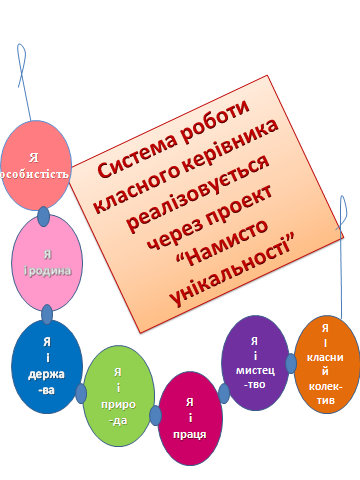 Система роботи
класного керівника
реалізовується
через проект
“Намисто
унікальності”
Я
особистість
Я
і родина
Я
і
держа
-ва
Я
і
приро
-да
Я
і
праця
Я
і
мистец
-тво
Я
І
класни
й
колек-
тив